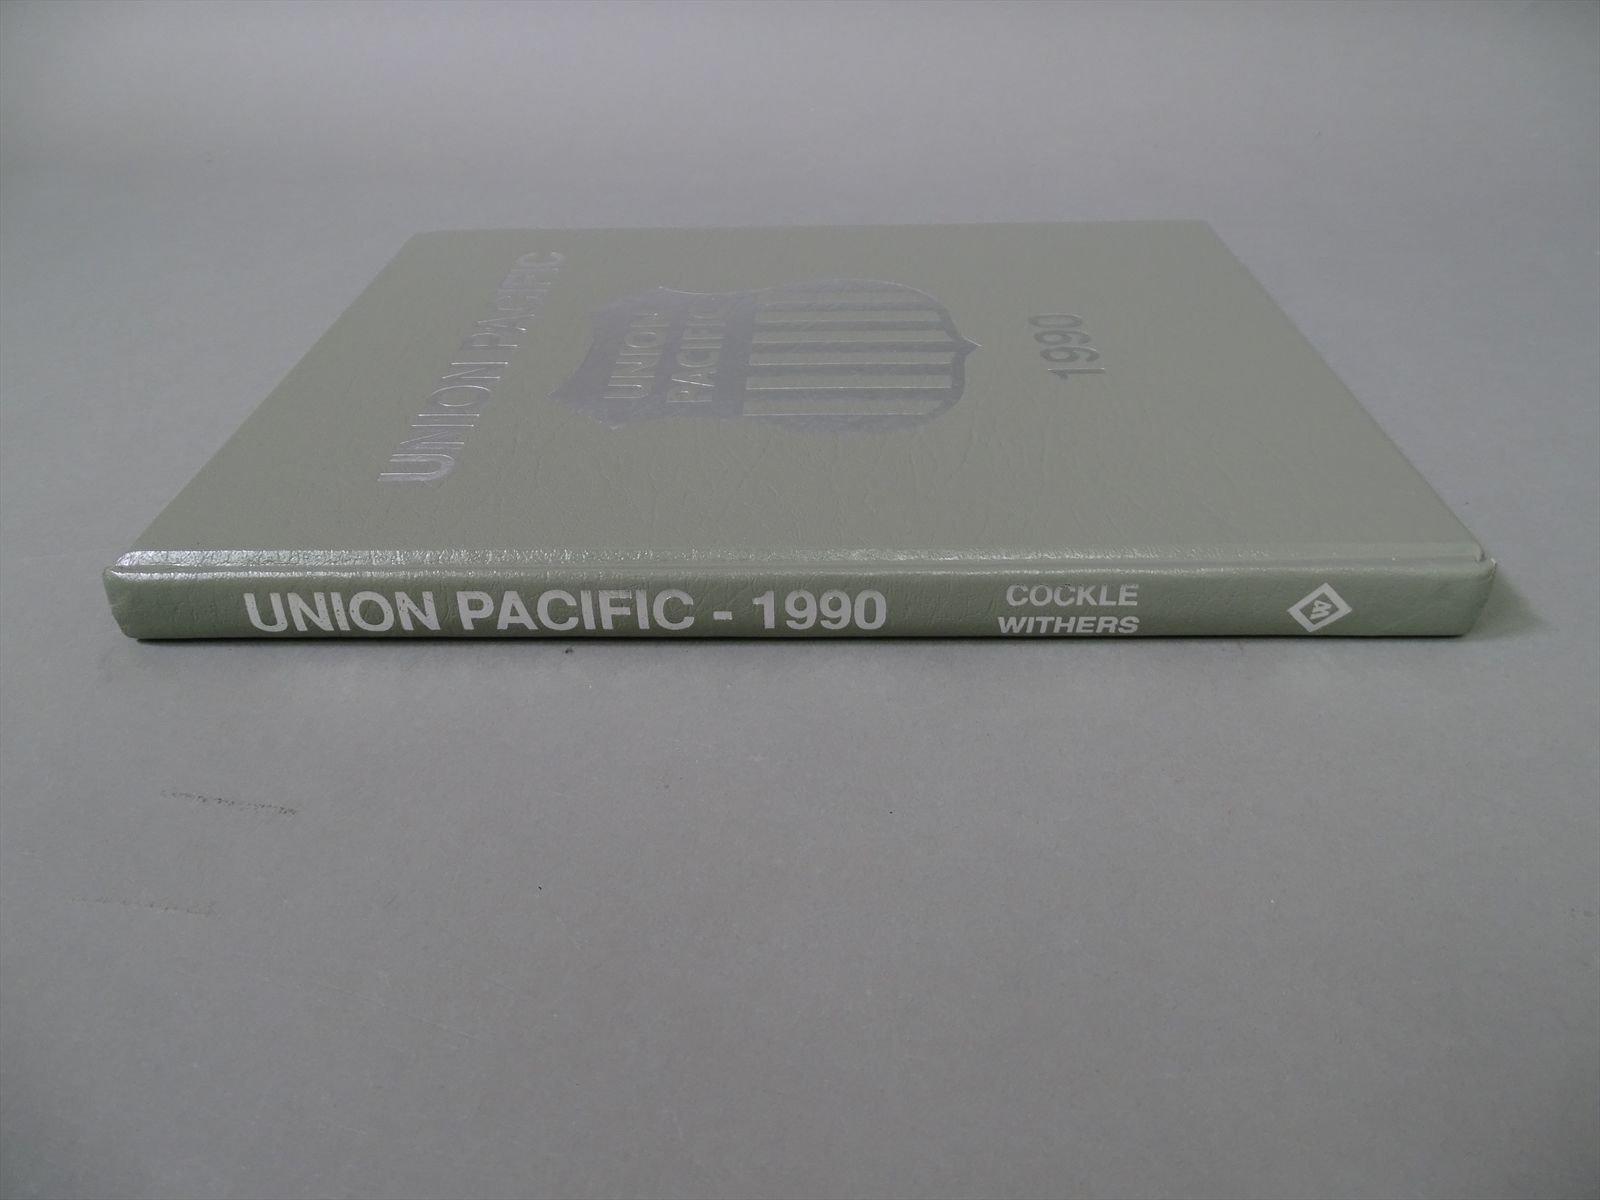 UNION PACIFIC
UNION
PACIFIC
1990
UNION PACIFIC - 1990
COCKLE
WITHERS
W